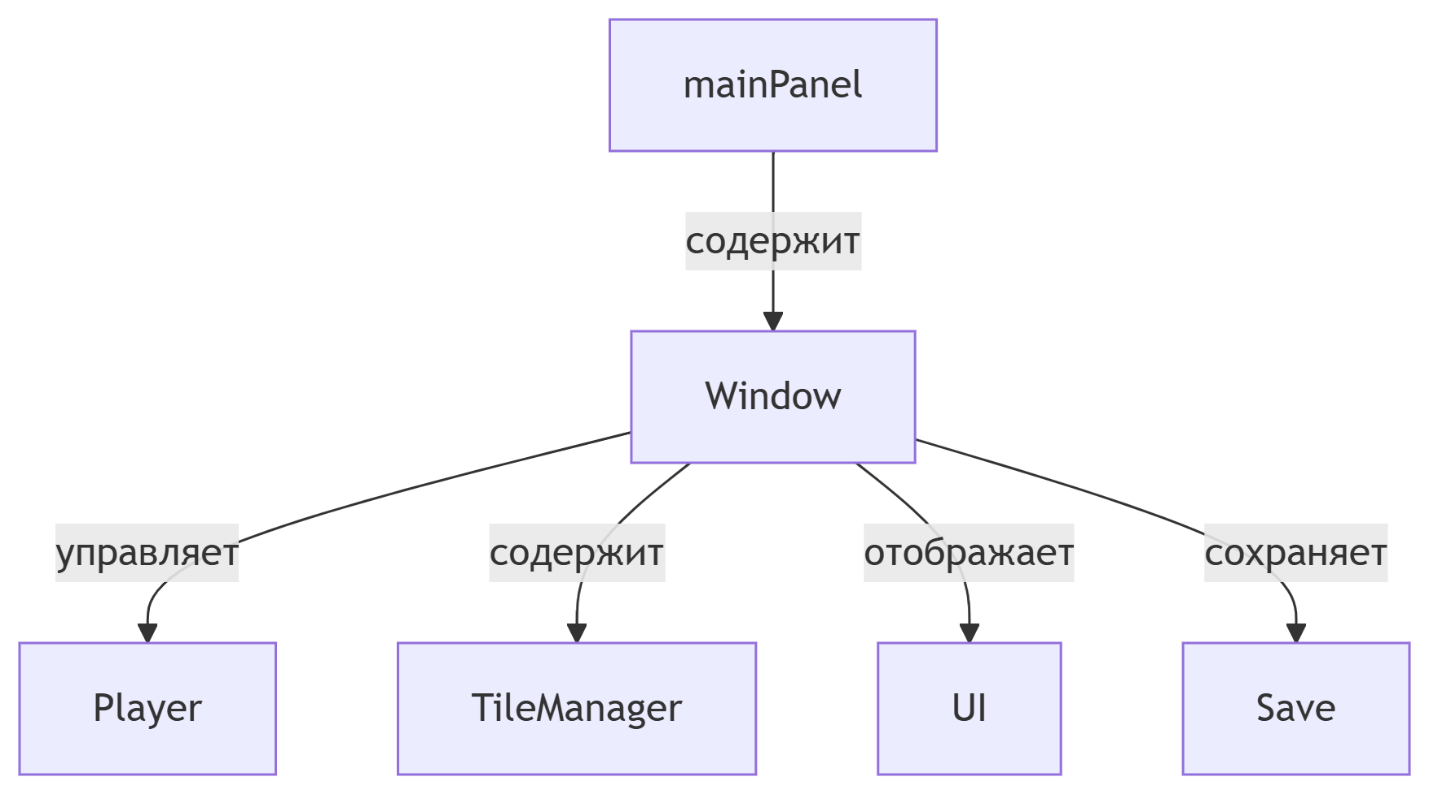 mainPanel
содержит
Window
управляет
содержит
отображает
сохраняет
Player
TileManager
UI
Save